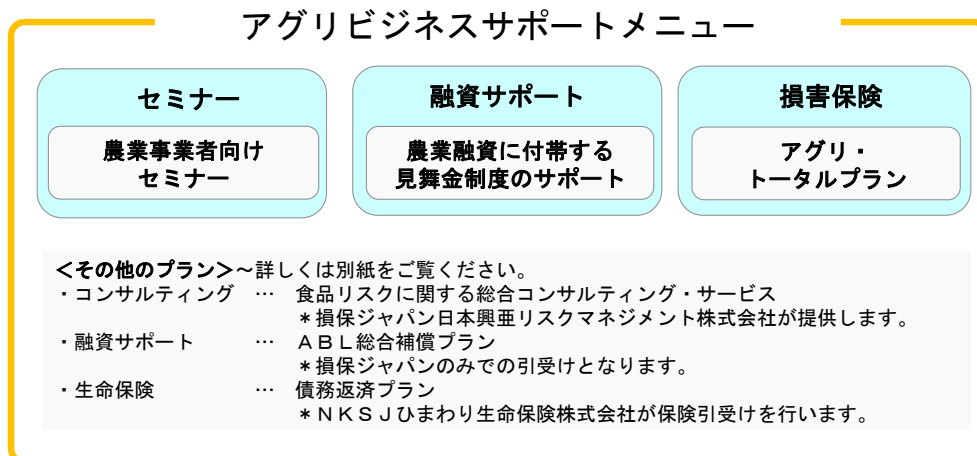 アグリビジネスサポートメニュー
セミナー
農業事業者向け
セミナー
融資サポート
農業融資に付帯する
見舞金制度のサポート
損害保険
アグリ・
トータルプラン
＜その他のプラン＞～詳しくは別紙をご覧ください。
・コンサルティング … 食品リスクに関する総合コンサルティング・サービス
＊損保ジャパン日本興亜リスクマネジメント株式会社が提供します。
・融資サポート … ＡＢＬ総合補償プラン
＊損保ジャパンのみでの引受けとなります。
・生命保険 … 債務返済プラン
＊ＮＫＳＪひまわり生命保険株式会社が保険引受けを行います。